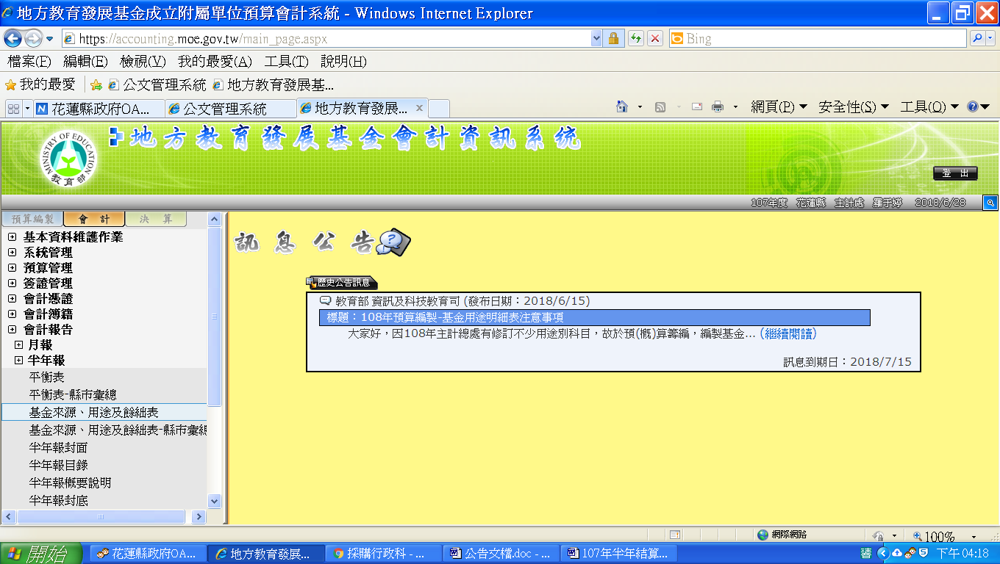 地方教育發展基金成立附屬單位預算會計系統 - Windows Internet Explorer
https://accounting.moe.gov.tw/main_page.aspx
Bing
檔案(F) 編輯(E) 檢視(V) 我的最愛(A) 工具(T) 說明(H)
我的最愛 公文管理系統 地方教育發展基...
花蓮縣政府OA... 公文管理系統 地方教育發展... 網頁(P) 安全性(S) 工具(O)
MINISTRY OF EDUCATION
教育部
地方教育發展基金會計資訊系統
登 出
107年度 花蓮縣 主計處 羅于婷 2018/6/28
預算編製 會 計 決 算
基本資料維護作業
系統管理
預算管理
簽證管理
會計憑證
會計簿籍
會計報告
月報
半年報
平衡表
平衡表-縣市彙總
基金來源、用途及餘絀表
基金來源、用途及餘絀表-縣市彙總
半年報封面
半年報目錄
半年報概要說明
半年報封底
訊息公告
歷史公告訊息
教育部 資訊及科技教育司 (發布日期：2018/6/15)
標題：108年預算編製-基金用途明細表注意事項
大家好，因108年主計總處有修訂不少用途別科目，故於預(概)算籌編，編製基金... (繼續閱讀)
訊息到期日：2018/7/15
網際網路 100%
開始 花蓮縣政府OA... 地方教育發展... 採購行政科 - ... 公告文檔.doc - ... 107年半年結算... 下午 04:18